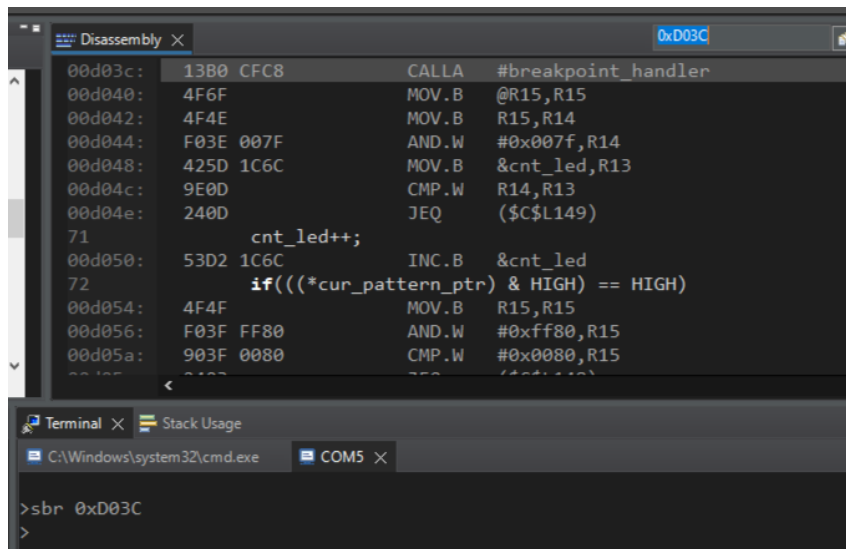 Disassembly
0xD03C
00d03c: 13B0 CFC8 CALLA #breakpoint_handler
00d040: 4F6F MOV.B @R15,R15
00d042: 4F4E MOV.B R15,R14
00d044: F03E 007F AND.W #0x007f,R14
00d048: 425D 1C6C MOV.B &cnt_led,R13
00d04c: 9E0D CMP.W R14,R13
00d04e: 240D JEQ ($C$L149)
71 cnt_led++;
00d050: 53D2 1C6C INC.B &cnt_led
72 if(((*cur_pattern_ptr) & HIGH) == HIGH)
00d054: 4F4F MOV.B R15,R15
00d056: F03F FF80 AND.W #0xff80,R15
00d05a: 903F 0080 CMP.W #0x0080,R15
Terminal
Stack Usage
C:\Windows\system32\cmd.exe
COM5
>sbr 0xD03C
>